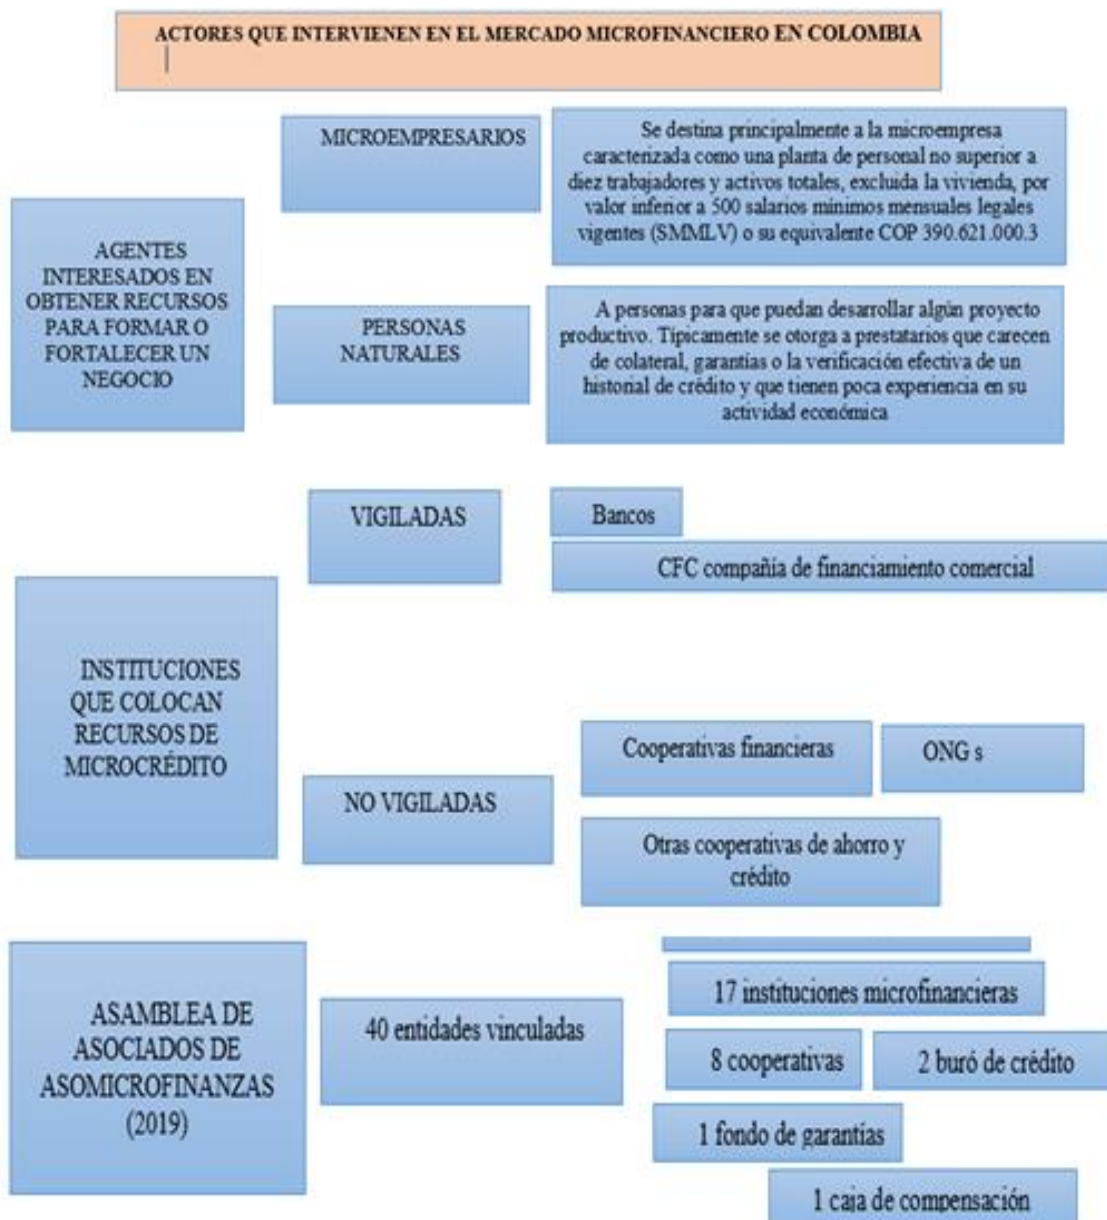 ACTORES QUE INTERVIENEN EN EL MERCADO MICROFINANCIERO EN COLOMBIA
AGENTES
INTERESADOS EN
OBTENER RECURSOS
PARA FORMAR O
FORTALECER UN
NEGOCIO
MICROEMPRESARIOS
Se destina principalmente a la microempresa
caracterizada como una planta de personal no superior a
diez trabajadores y activos totales, excluida la vivienda, por
valor inferior a 500 salarios mínimos mensuales legales
vigentes (SMMLV) o su equivalente COP 390.621.000.3
PERSONAS
NATURALES
A personas para que puedan desarrollar algún proyecto
productivo. Típicamente se otorga a prestatarios que carecen
de colateral, garantías o la verificación efectiva de un
historial de crédito y que tienen poca experiencia en su
actividad económica
INSTITUCIONES
QUE COLOCAN
RECURSOS DE
MICROCRÉDITO
VIGILADAS
Bancos
CFC compañía de financiamiento comercial
NO VIGILADAS
Cooperativas financieras
ONG s
Otras cooperativas de ahorro y
crédito
ASAMBLEA DE
ASOCIADOS DE
ASOMICROFINANZAS
(2019)
40 entidades vinculadas
17 instituciones microfinancieras
8 cooperativas
2 buró de crédito
1 fondo de garantías
1 caja de compensación